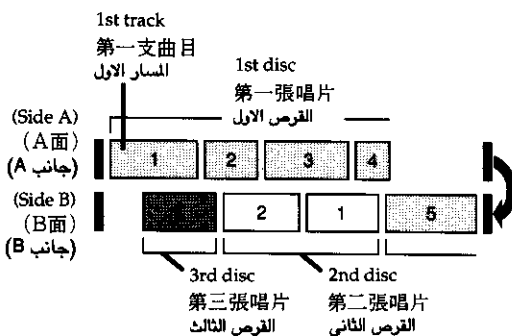 1st track
第一支曲目
المسار الاول
1st disc
第一張唱片
القرص الاول
(Side A)
(A面)
(جانب A)
1
2
3
4
(Side B)
(B面)
(جانب B)
2
1
5
3rd disc
第三張唱片
القرص الثالث
2nd disc
第二張唱片
القرص الثاني